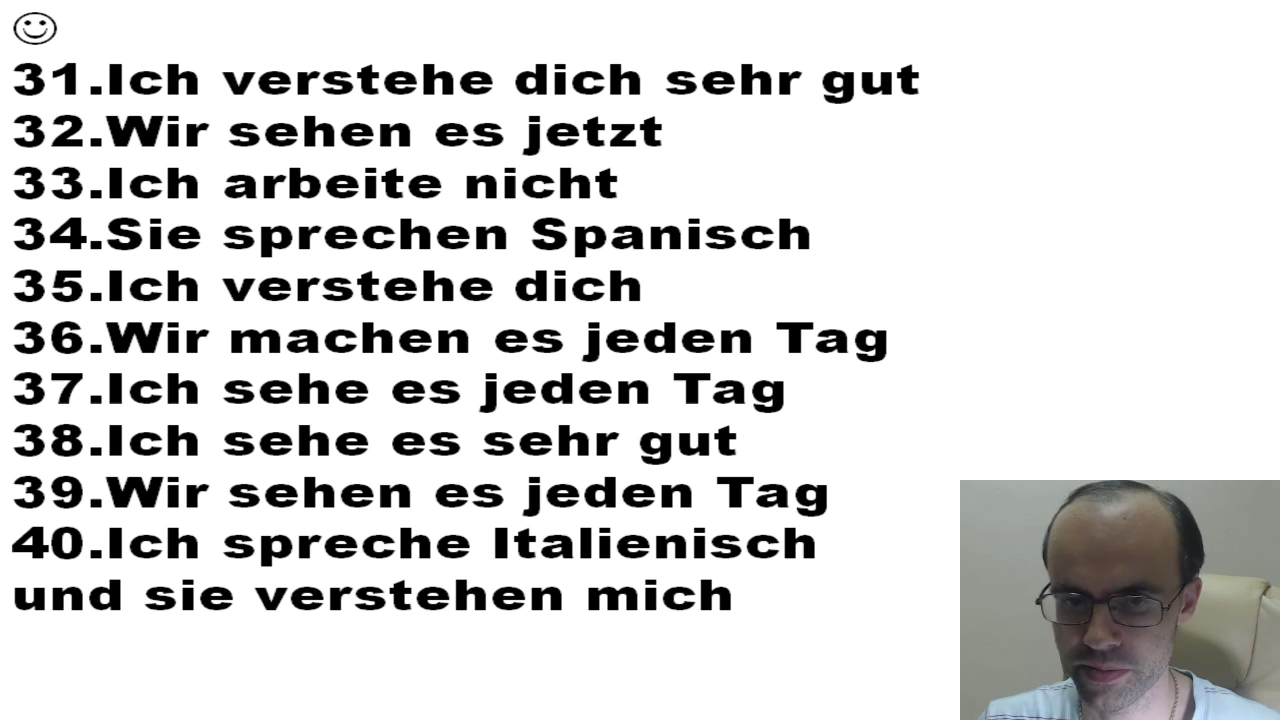 31.Ich verstehe dich sehr gut
32.Wir sehen es jetzt
33.Ich arbeite nicht
34.Sie sprechen Spanisch
35.Ich verstehe dich
36.Wir machen es jeden Tag
37.Ich sehe es jeden Tag
38.Ich sehe es sehr gut
39.Wir sehen es jeden Tag
40.Ich spreche Italienisch
und sie verstehen mich